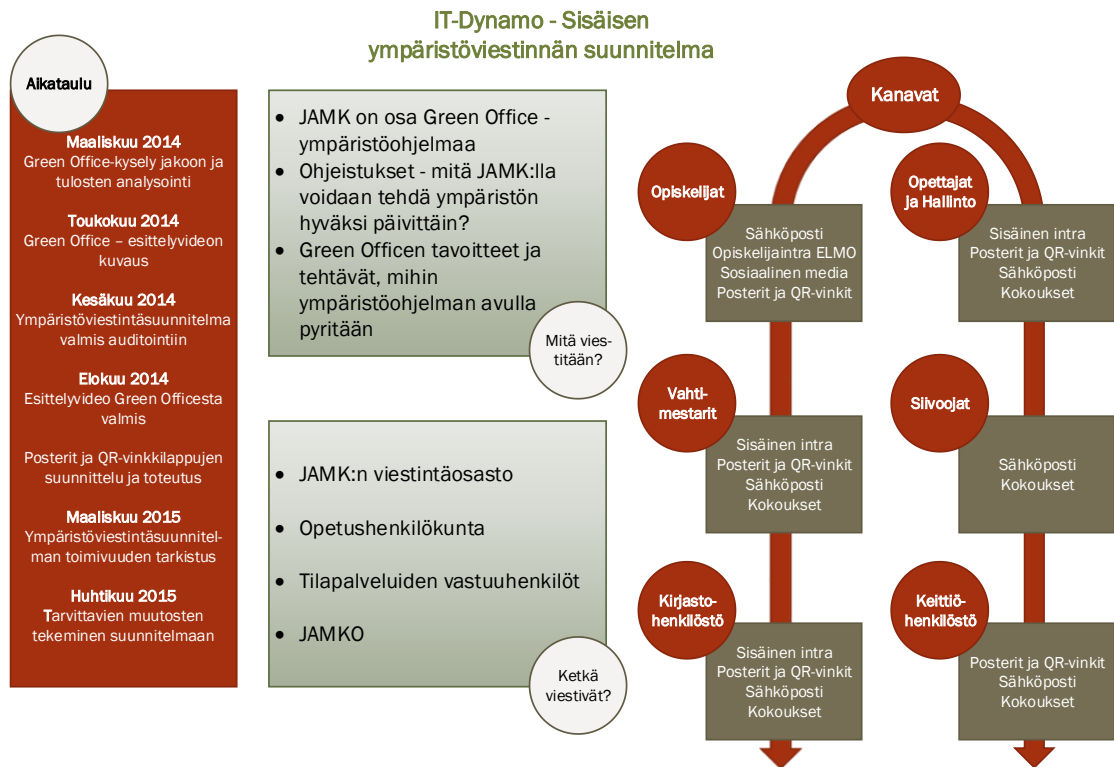 IT-Dynamo - Sisäisen
ympäristöviestinnän suunnitelma
Aikataulu
Maaliskuu 2014
Green Office-kysely jakoon ja
tulosten analysointi
Toukokuu 2014
Green Office – esittelyvideon
kuvaus
Kesäkuu 2014
Ympäristöviestintäsuunnitelma
valmis auditointiin
Elokuu 2014
Esittelyvideo Green Officesta
valmis
Posterit ja QR-vinkkilappujen
suunnittelu ja toteutus
Maaliskuu 2015
Ympäristöviestintäsuunnitel-
man toimivuuden tarkistus
Huhtikuu 2015
Tarvittavien muutosten
tekeminen suunnitelmaan
• JAMK on osa Green Office -
ympäristöohjelmaa
• Ohjeistukset - mitä JAMK:lla
voidaan tehdä ympäristön
hyväksi päivittäin?
• Green Officen tavoitteet ja
tehtävät, mihin
ympäristöohjelman avulla
pyritään
Mitä vies-
titään?
• JAMK:n viestintäosasto
• Opetushenkilökunta
• Tilapalveluiden vastuuhenkilöt
• JAMKO
Ketkä
viestivät?
Kanavat
Opiskelijat
Sähköposti
Opiskelijaintra ELMO
Sosiaalinen media
Posterit ja QR-vinkit
Opettajat
ja Hallinto
Sisäinen intra
Posterit ja QR-vinkit
Sähköposti
Kokoukset
Vahti-
mestarit
Sisäinen intra
Posterit ja QR-vinkit
Sähköposti
Kokoukset
Siivoojat
Sähköposti
Kokoukset
Kirjasto-
henkilöstö
Sisäinen intra
Posterit ja QR-vinkit
Sähköposti
Kokoukset
Keittiö-
henkilöstö
Posterit ja QR-vinkit
Sähköposti
Kokoukset